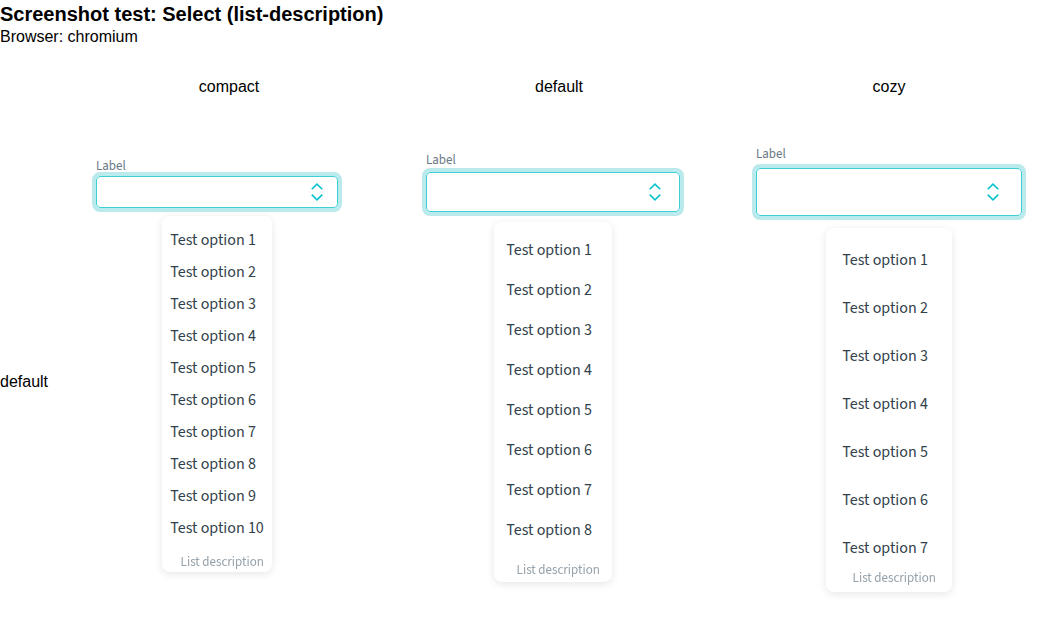 Screenshot test: Select (list-description)
Browser: chromium
compact
default
cozy
default
Label
Test option 1
Test option 2
Test option 3
Test option 4
Test option 5
Test option 6
Test option 7
Test option 8
Test option 9
Test option 10
List description
Label
Test option 1
Test option 2
Test option 3
Test option 4
Test option 5
Test option 6
Test option 7
Test option 8
List description
Label
Test option 1
Test option 2
Test option 3
Test option 4
Test option 5
Test option 6
Test option 7
List description